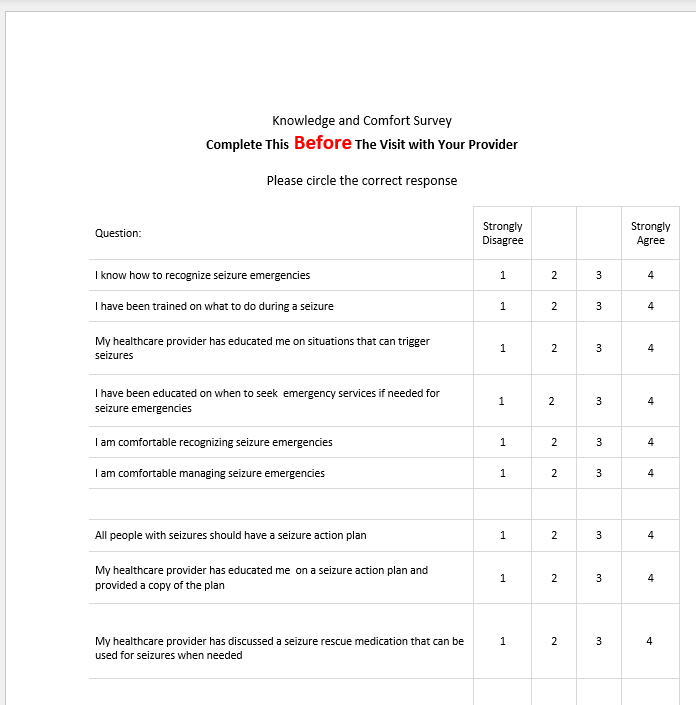 Knowledge and Comfort Survey
Complete This Before The Visit with Your Provider
Please circle the correct response
Question: Strongly Disagree Strongly Agree
I know how to recognize seizure emergencies 1 2 3 4
I have been trained on what to do during a seizure 1 2 3 4
My healthcare provider has educated me on situations that can trigger
seizures 1 2 3 4
I have been educated on when to seek emergency services if needed for
seizure emergencies 1 2 3 4
I am comfortable recognizing seizure emergencies 1 2 3 4
I am comfortable managing seizure emergencies 1 2 3 4
All people with seizures should have a seizure action plan 1 2 3 4
My healthcare provider has educated me on a seizure action plan and
provided a copy of the plan 1 2 3 4
My healthcare provider has discussed a seizure rescue medication that can be
used for seizures when needed 1 2 3 4